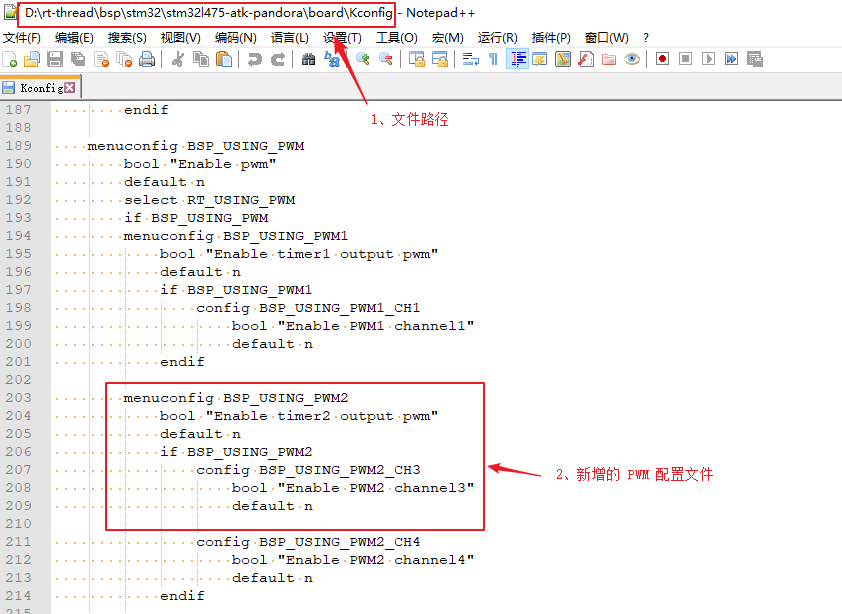 D:\rt-thread\bsp\stm32\stm32l475-atk-pandora\board\Kconfig - Notepad++
文件(F) 编辑(E) 搜索(S) 视图(V) 编码(N) 语言(L) 设置(T) 工具(O) 宏(M) 运行(R) 插件(P) 窗口(W) ?
Kconfig
1、文件路径
187 endif
188
189 menuconfig BSP_USING_PWM
190 bool "Enable pwm"
191 default n
192 select RT_USING_PWM
193 if BSP_USING_PWM
194 menuconfig BSP_USING_PWM1
195 bool "Enable timer1 output pwm"
196 default n
197 if BSP_USING_PWM1
198 config BSP_USING_PWM1_CH1
199 bool "Enable PWM1 channel1"
200 default n
201 endif
202
203 menuconfig BSP_USING_PWM2
204 bool "Enable timer2 output pwm"
205 default n
206 if BSP_USING_PWM2
207 config BSP_USING_PWM2_CH3
2、新增的 PWM 配置文件
208 bool "Enable PWM2 channel3"
209 default n
210
211 config BSP_USING_PWM2_CH4
212 bool "Enable PWM2 channel4"
213 default n
214 endif
215